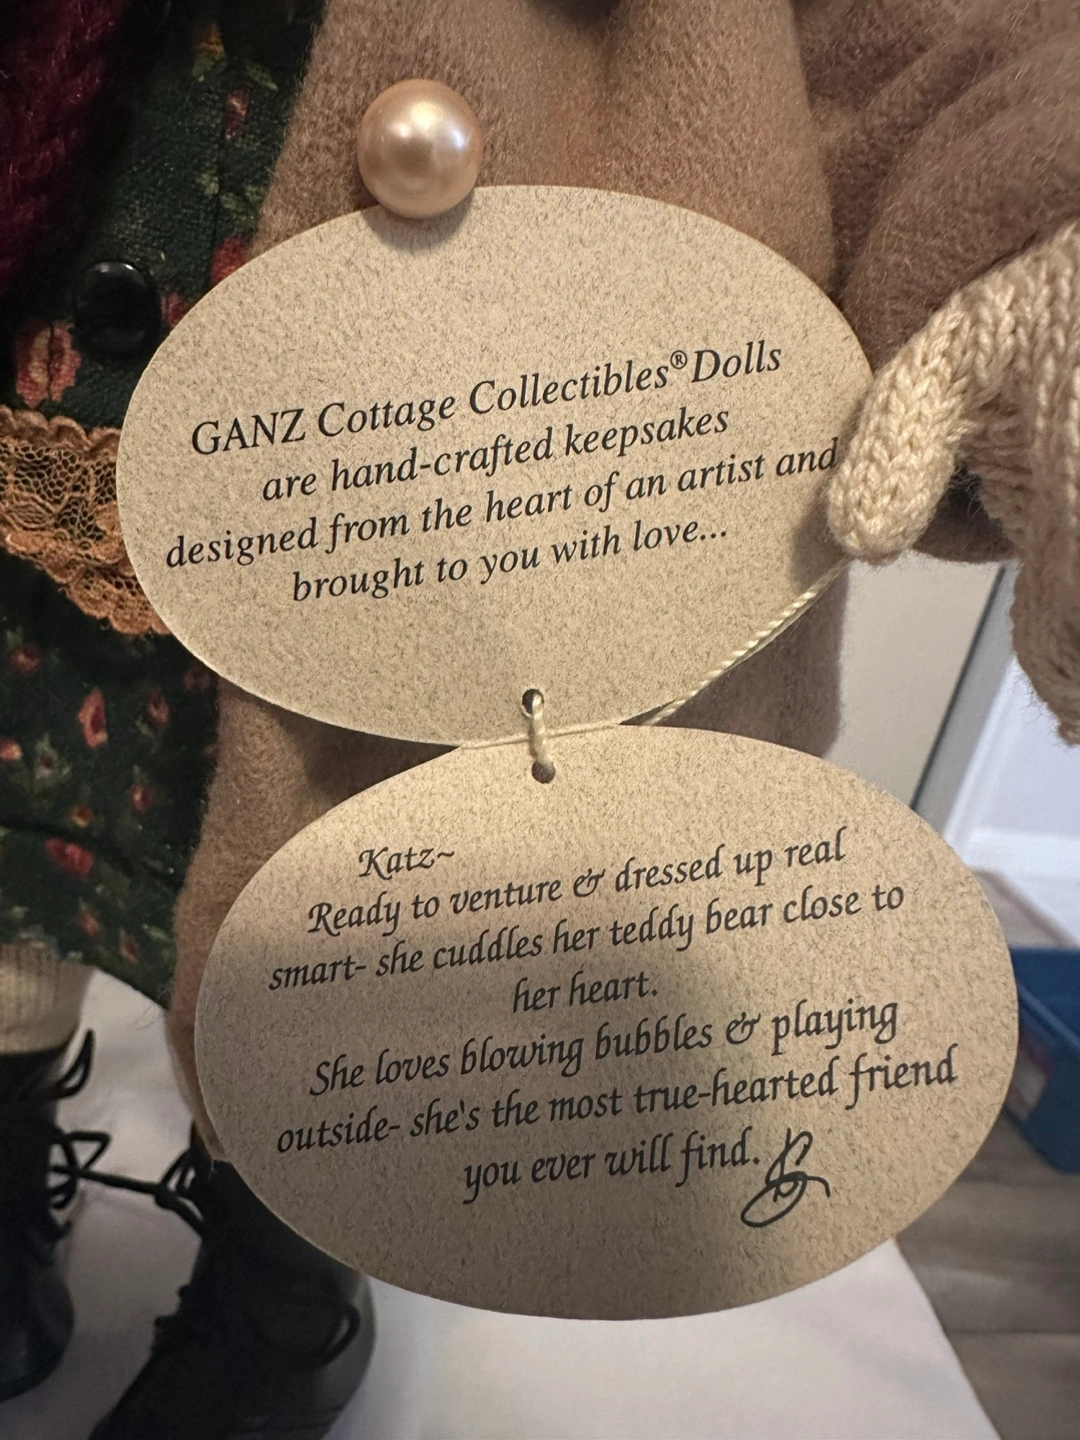 GANZ Cottage Collectibles® Dolls
are hand-crafted keepsakes
designed from the heart of an artist and
brought to you with love...
Katz~
Ready to venture & dressed up real
smart- she cuddles her teddy bear close to
her heart.
She loves blowing bubbles & playing
outside- she's the most true-hearted friend
you ever will find.